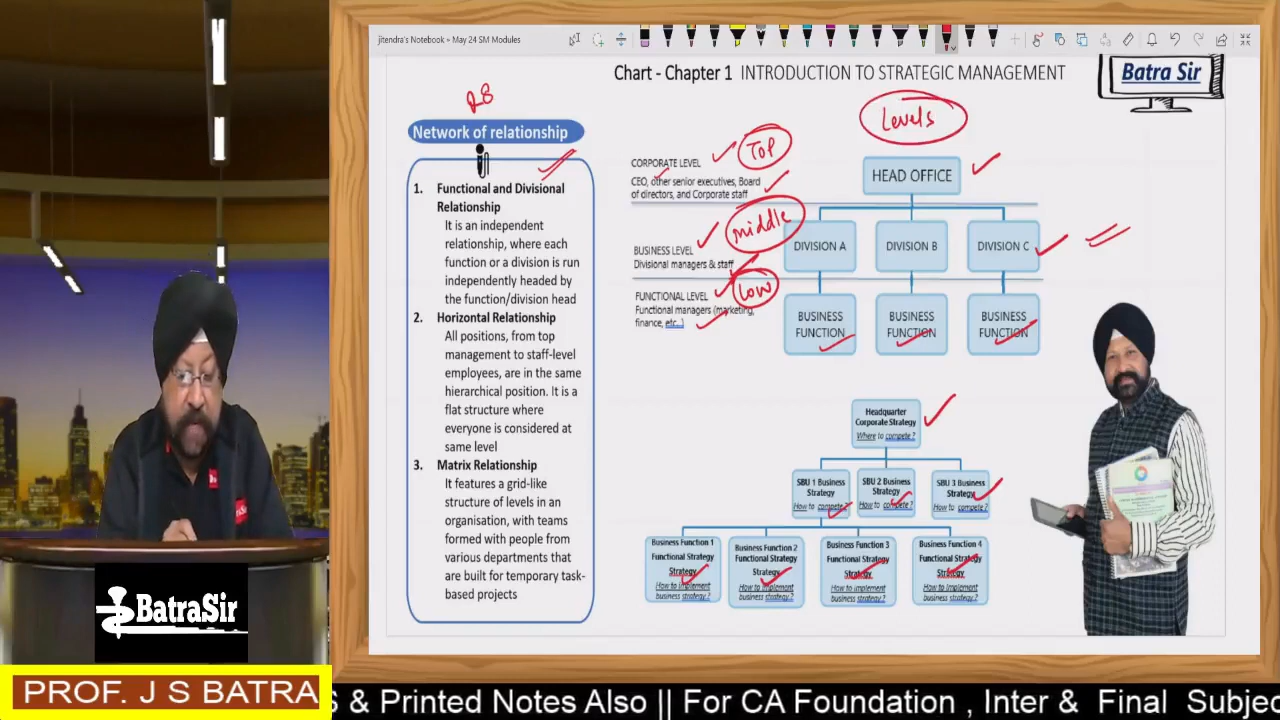 jitendra's Notebook » May 24 SM Modules
Chart - Chapter 1 INTRODUCTION TO STRATEGIC MANAGEMENT
Batra Sir
28
Network of relationship
1. Functional and Divisional
Relationship
It is an independent
relationship, where each
function or a division is run
independently headed by
the function/division head
2. Horizontal Relationship
All positions, from top
management to staff-level
employees, are in the same
hierarchical position. It is a
flat structure where
everyone is considered at
same level
3. Matrix Relationship
It features a grid-like
structure of levels in an
organisation, with teams
formed with people from
various departments that
are built for temporary task-
based projects
Levels
CORPORATE LEVEL
Top
CEO, other senior executives, Board
of directors, and Corporate staff
HEAD OFFICE
middle
BUSINESS LEVEL
Divisional managers & staff
DIVISION A
DIVISION B
DIVISION C
FUNCTIONAL LEVEL
Low
Functional managers (marketing,
finance, etc..)
BUSINESS
FUNCTION
BUSINESS
FUNCTION
BUSINESS
FUNCTION
Headquarter
Corporate Strategy
Where to compete ?
SBU 1 Business
Strategy
How to compete ?
SBU 2 Business
Strategy
How to compete ?
SBU 3 Business
Strategy
How to compete ?
Business Function 1
Functional Strategy
Strategy
How to implement
business strategy ?
Business Function 2
Functional Strategy
Strategy
How to implement
business strategy ?
Business Function 3
Functional Strategy
Strategy
How to implement
business strategy ?
Business Function 4
Functional Strategy
Strategy
How to implement
business strategy ?
BatraSir
PROF. J S BATRA
S & Printed Notes Also || For CA Foundation , Inter & Final Subjec